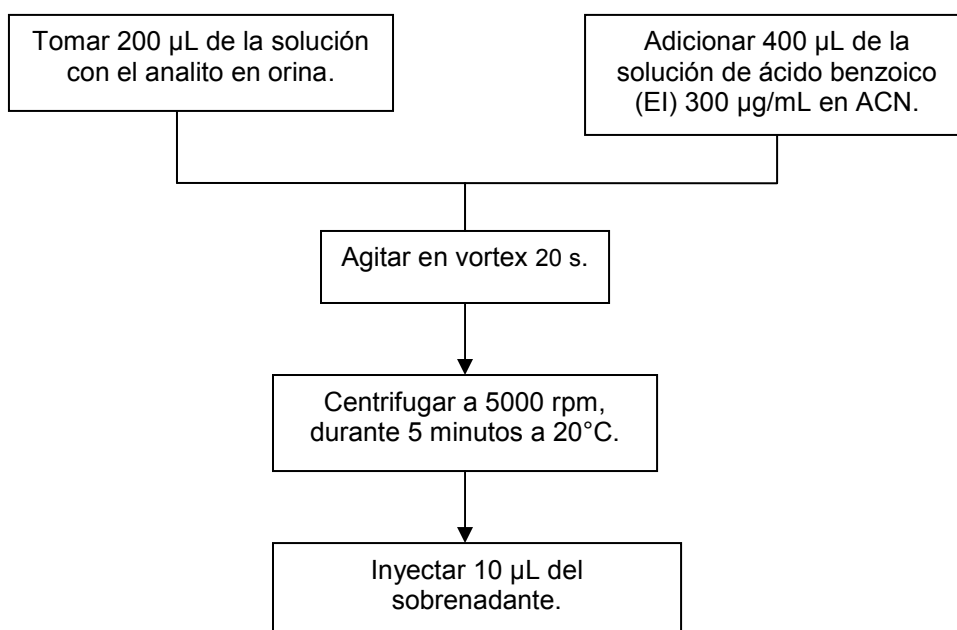 Tomar 200 µL de la solución
con el analito en orina.
Adicionar 400 µL de la
solución de ácido benzoico
(EI) 300 µg/mL en ACN.
Agitar en vortex 20 s.
Centrifugar a 5000 rpm,
durante 5 minutos a 20°C.
Inyectar 10 µL del
sobrenadante.